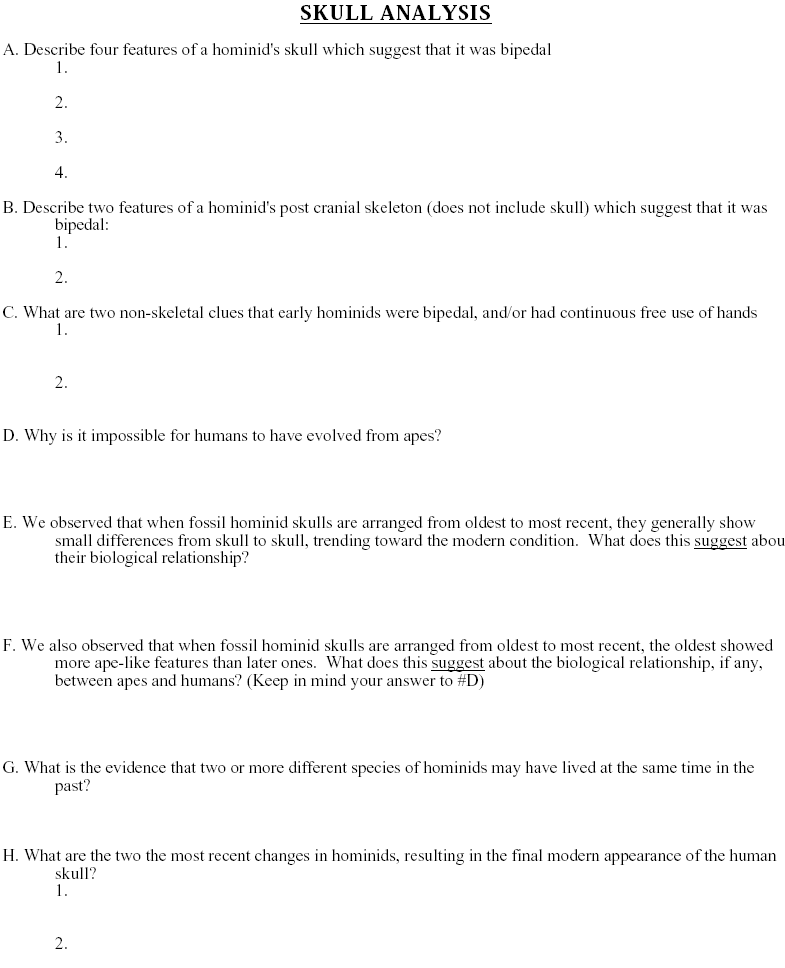 SKULL ANALYSIS
A. Describe four features of a hominid's skull which suggest that it was bipedal
1.
2.
3.
4.
B. Describe two features of a hominid's post cranial skeleton (does not include skull) which suggest that it was
bipedal:
1.
2.
C. What are two non-skeletal clues that early hominids were bipedal, and/or had continuous free use of hands
1.
2.
D. Why is it impossible for humans to have evolved from apes?
E. We observed that when fossil hominid skulls are arranged from oldest to most recent, they generally show
small differences from skull to skull, trending toward the modern condition. What does this suggest abou
their biological relationship?
F. We also observed that when fossil hominid skulls are arranged from oldest to most recent, the oldest showed
more ape-like features than later ones. What does this suggest about the biological relationship, if any,
between apes and humans? (Keep in mind your answer to #D)
G. What is the evidence that two or more different species of hominids may have lived at the same time in the
past?
H. What are the two the most recent changes in hominids, resulting in the final modern appearance of the human
skull?
1.
2.